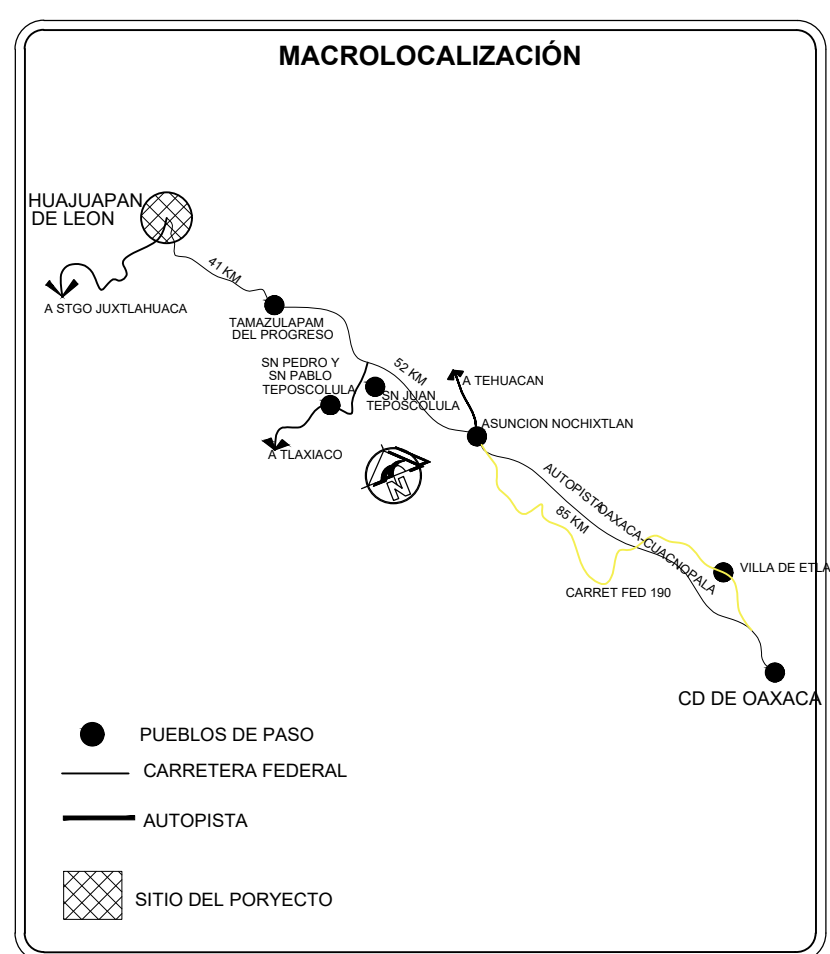 MACROLOCALIZACIÓN
HUAJUAPAN
DE LEON
41 KM
A STGO JUXTLAHUACA
TAMAZULAPAM
DEL PROGRESO
SN PEDRO Y
SN PABLO
TEPOSCOLULA
52 KM
A TEHUACAN
SN JUAN
TEPOSCOLULA
ASUNCION NOCHIXTLAN
A TLAXIACO
N
AUTOPISTA OAXACA-CUACNOPALA
85 KM
VILLA DE ETLA
CARRET FED 190
CD DE OAXACA
PUEBLOS DE PASO
CARRETERA FEDERAL
AUTOPISTA
SITIO DEL PORYECTO